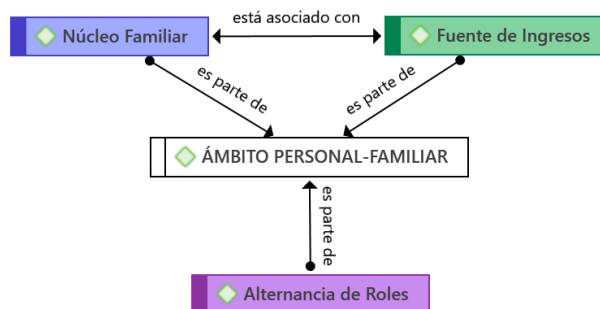 está asociado con
Núcleo Familiar
Fuente de Ingresos
es parte de
es parte de
ÁMBITO PERSONAL-FAMILIAR
es parte de
Alternancia de Roles